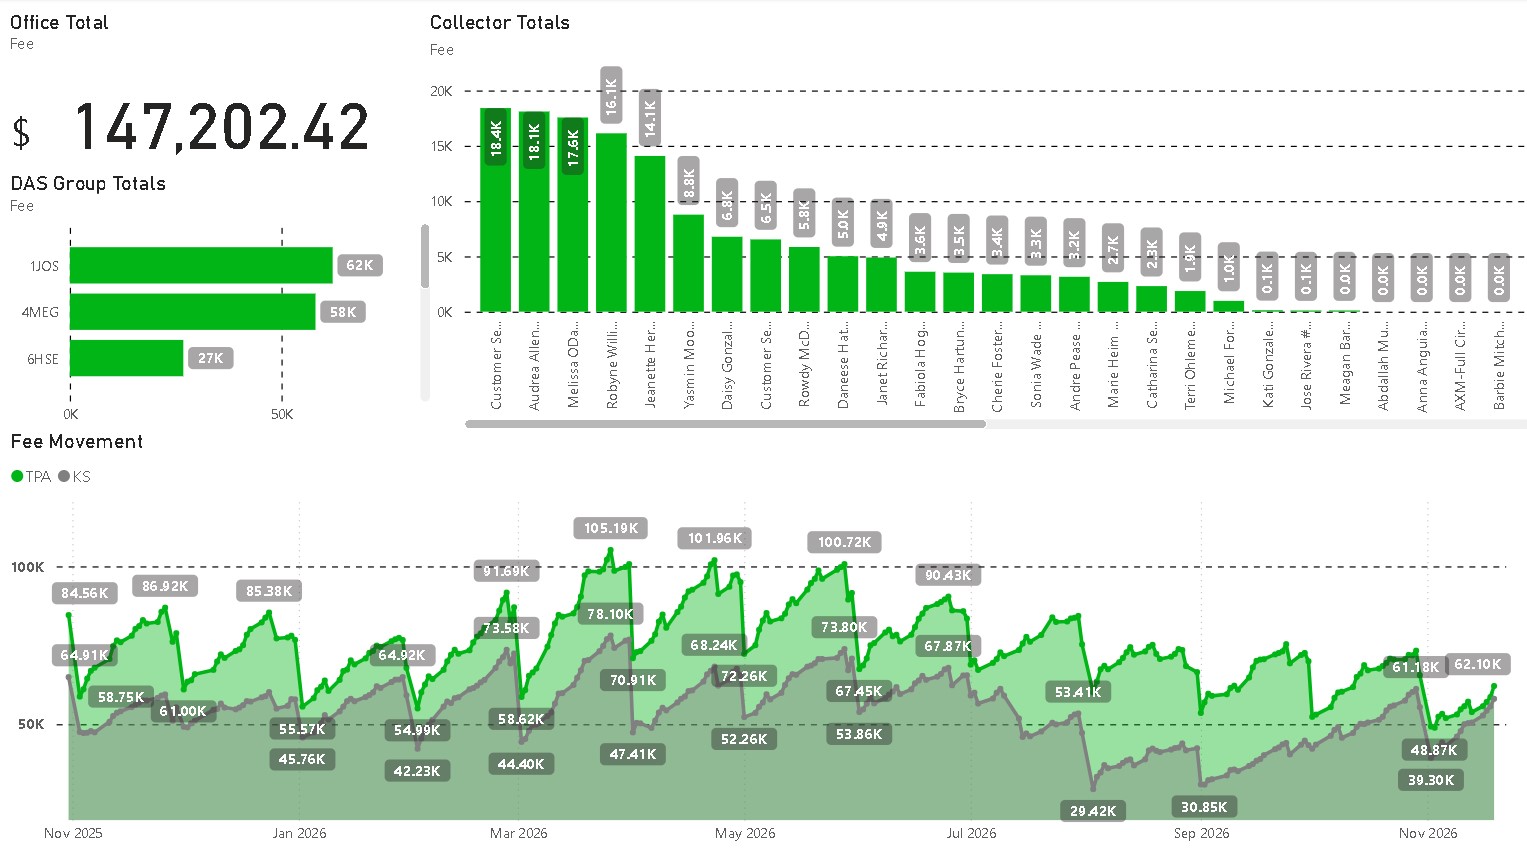 Office Total
Fee
$ 147,202.42
DAS Group Totals
Fee
1JOS 62K
4MEG 58K
6HSE 27K
0K 50K
Collector Totals
Fee
20K
15K
10K
5K
0K
18.4K 18.1K 17.6K 16.1K 14.1K 8.8K 6.8K 6.5K 5.8K 5.0K 4.9K 3.6K 3.5K 3.4K 3.3K 3.2K 2.7K 2.3K 1.9K 1.0K 0.1K 0.1K 0.0K 0.0K 0.0K 0.0K 0.0K
Customer Se...
Audrea Allen...
Melissa ODa...
Robyne Willi...
Jeanette Her...
Yasmin Moo...
Daisy Gonzal...
Customer Se...
Rowdy McD...
Daneese Hat...
Janet Richar...
Fabiola Hog...
Bryce Hartun...
Cherie Foster...
Sonia Wade ...
Andre Pease ...
Marie Heim ...
Catharina Se...
Terri Ohleme...
Michael For...
Kati Gonzale...
Jose Rivera #...
Meagan Bar...
Abdallah Mu...
Anna Anguia...
AXM-Full Cir...
Barbie Mitch...
Fee Movement
TPA KS
100K
50K
84.56K 86.92K 85.38K 91.69K 105.19K 101.96K 100.72K 90.43K
64.91K 64.92K 73.58K 78.10K 68.24K 73.80K 67.87K 61.18K 62.10K
58.75K 61.00K 55.57K 54.99K 58.62K 70.91K 72.26K 67.45K 53.41K 48.87K
45.76K 42.23K 44.40K 47.41K 52.26K 53.86K 29.42K 30.85K 39.30K
Nov 2025 Jan 2026 Mar 2026 May 2026 Jul 2026 Sep 2026 Nov 2026